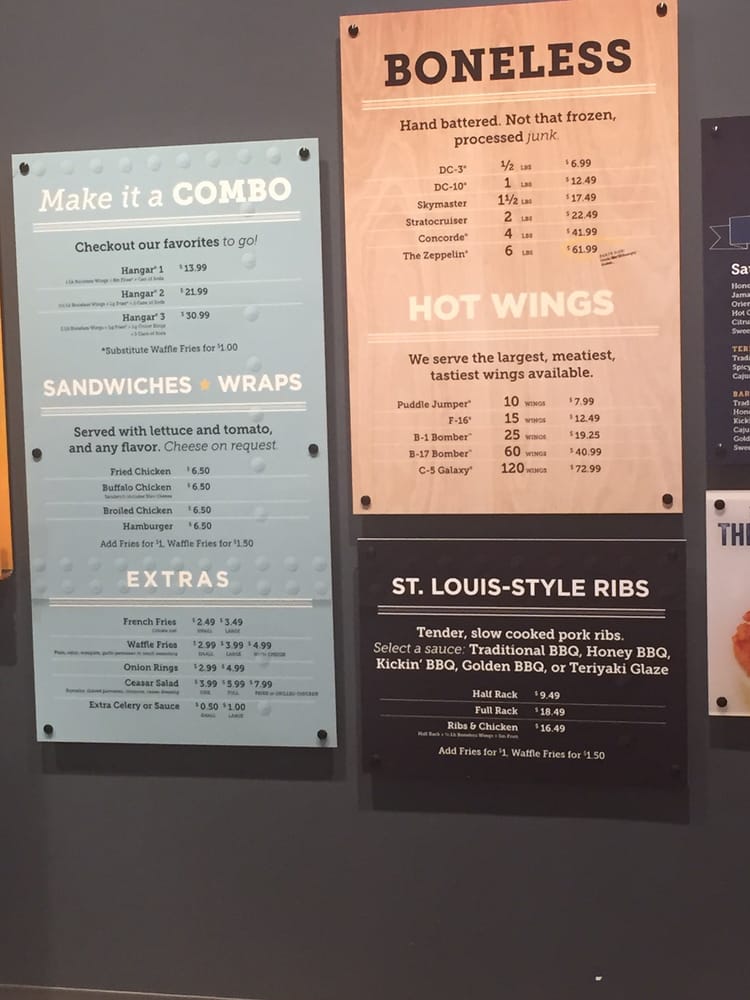 Make it a COMBO
Checkout our favorites to go!
Hangar® 1 $13.99
Hangar® 2 $21.99
Hangar® 3 $30.99
*Substitute Waffle Fries for $1.00
SANDWICHES ★ WRAPS
Served with lettuce and tomato,
and any flavor. Cheese on request.
Fried Chicken $6.50
Buffalo Chicken $6.50
Broiled Chicken $6.50
Hamburger $6.50
Add Fries for $1, Waffle Fries for $1.50
EXTRAS
French Fries $2.49 $3.49
SMALL LARGE
Waffle Fries $2.99 $3.99 $4.99
SMALL LARGE WITH CHEESE
Onion Rings $2.99 $4.99
Ceasar Salad $3.99 $5.99 $7.99
Extra Celery or Sauce $0.50 $1.00
SMALL LARGE
BONELESS
Hand battered. Not that frozen,
processed junk.
DC-3® ½ LBS $6.99
DC-10® 1 LBS $12.49
Skymaster 1½ LBS $17.49
Stratocruiser 2 LBS $22.49
Concorde® 4 LBS $41.99
The Zeppelin® 6 LBS $61.99
HOT WINGS
We serve the largest, meatiest,
tastiest wings available.
Puddle Jumper® 10 WINGS $7.99
F-16® 15 WINGS $12.49
B-1 Bomber™ 25 WINGS $19.25
B-17 Bomber™ 60 WINGS $40.99
C-5 Galaxy® 120 WINGS $72.99
ST. LOUIS-STYLE RIBS
Tender, slow cooked pork ribs.
Select a sauce: Traditional BBQ, Honey BBQ,
Kickin' BBQ, Golden BBQ, or Teriyaki Glaze
Half Rack $9.49
Full Rack $18.49
Ribs & Chicken $16.49
Half Rack + ½ Lb Boneless Wings + Sm Fries
Add Fries for $1, Waffle Fries for $1.50